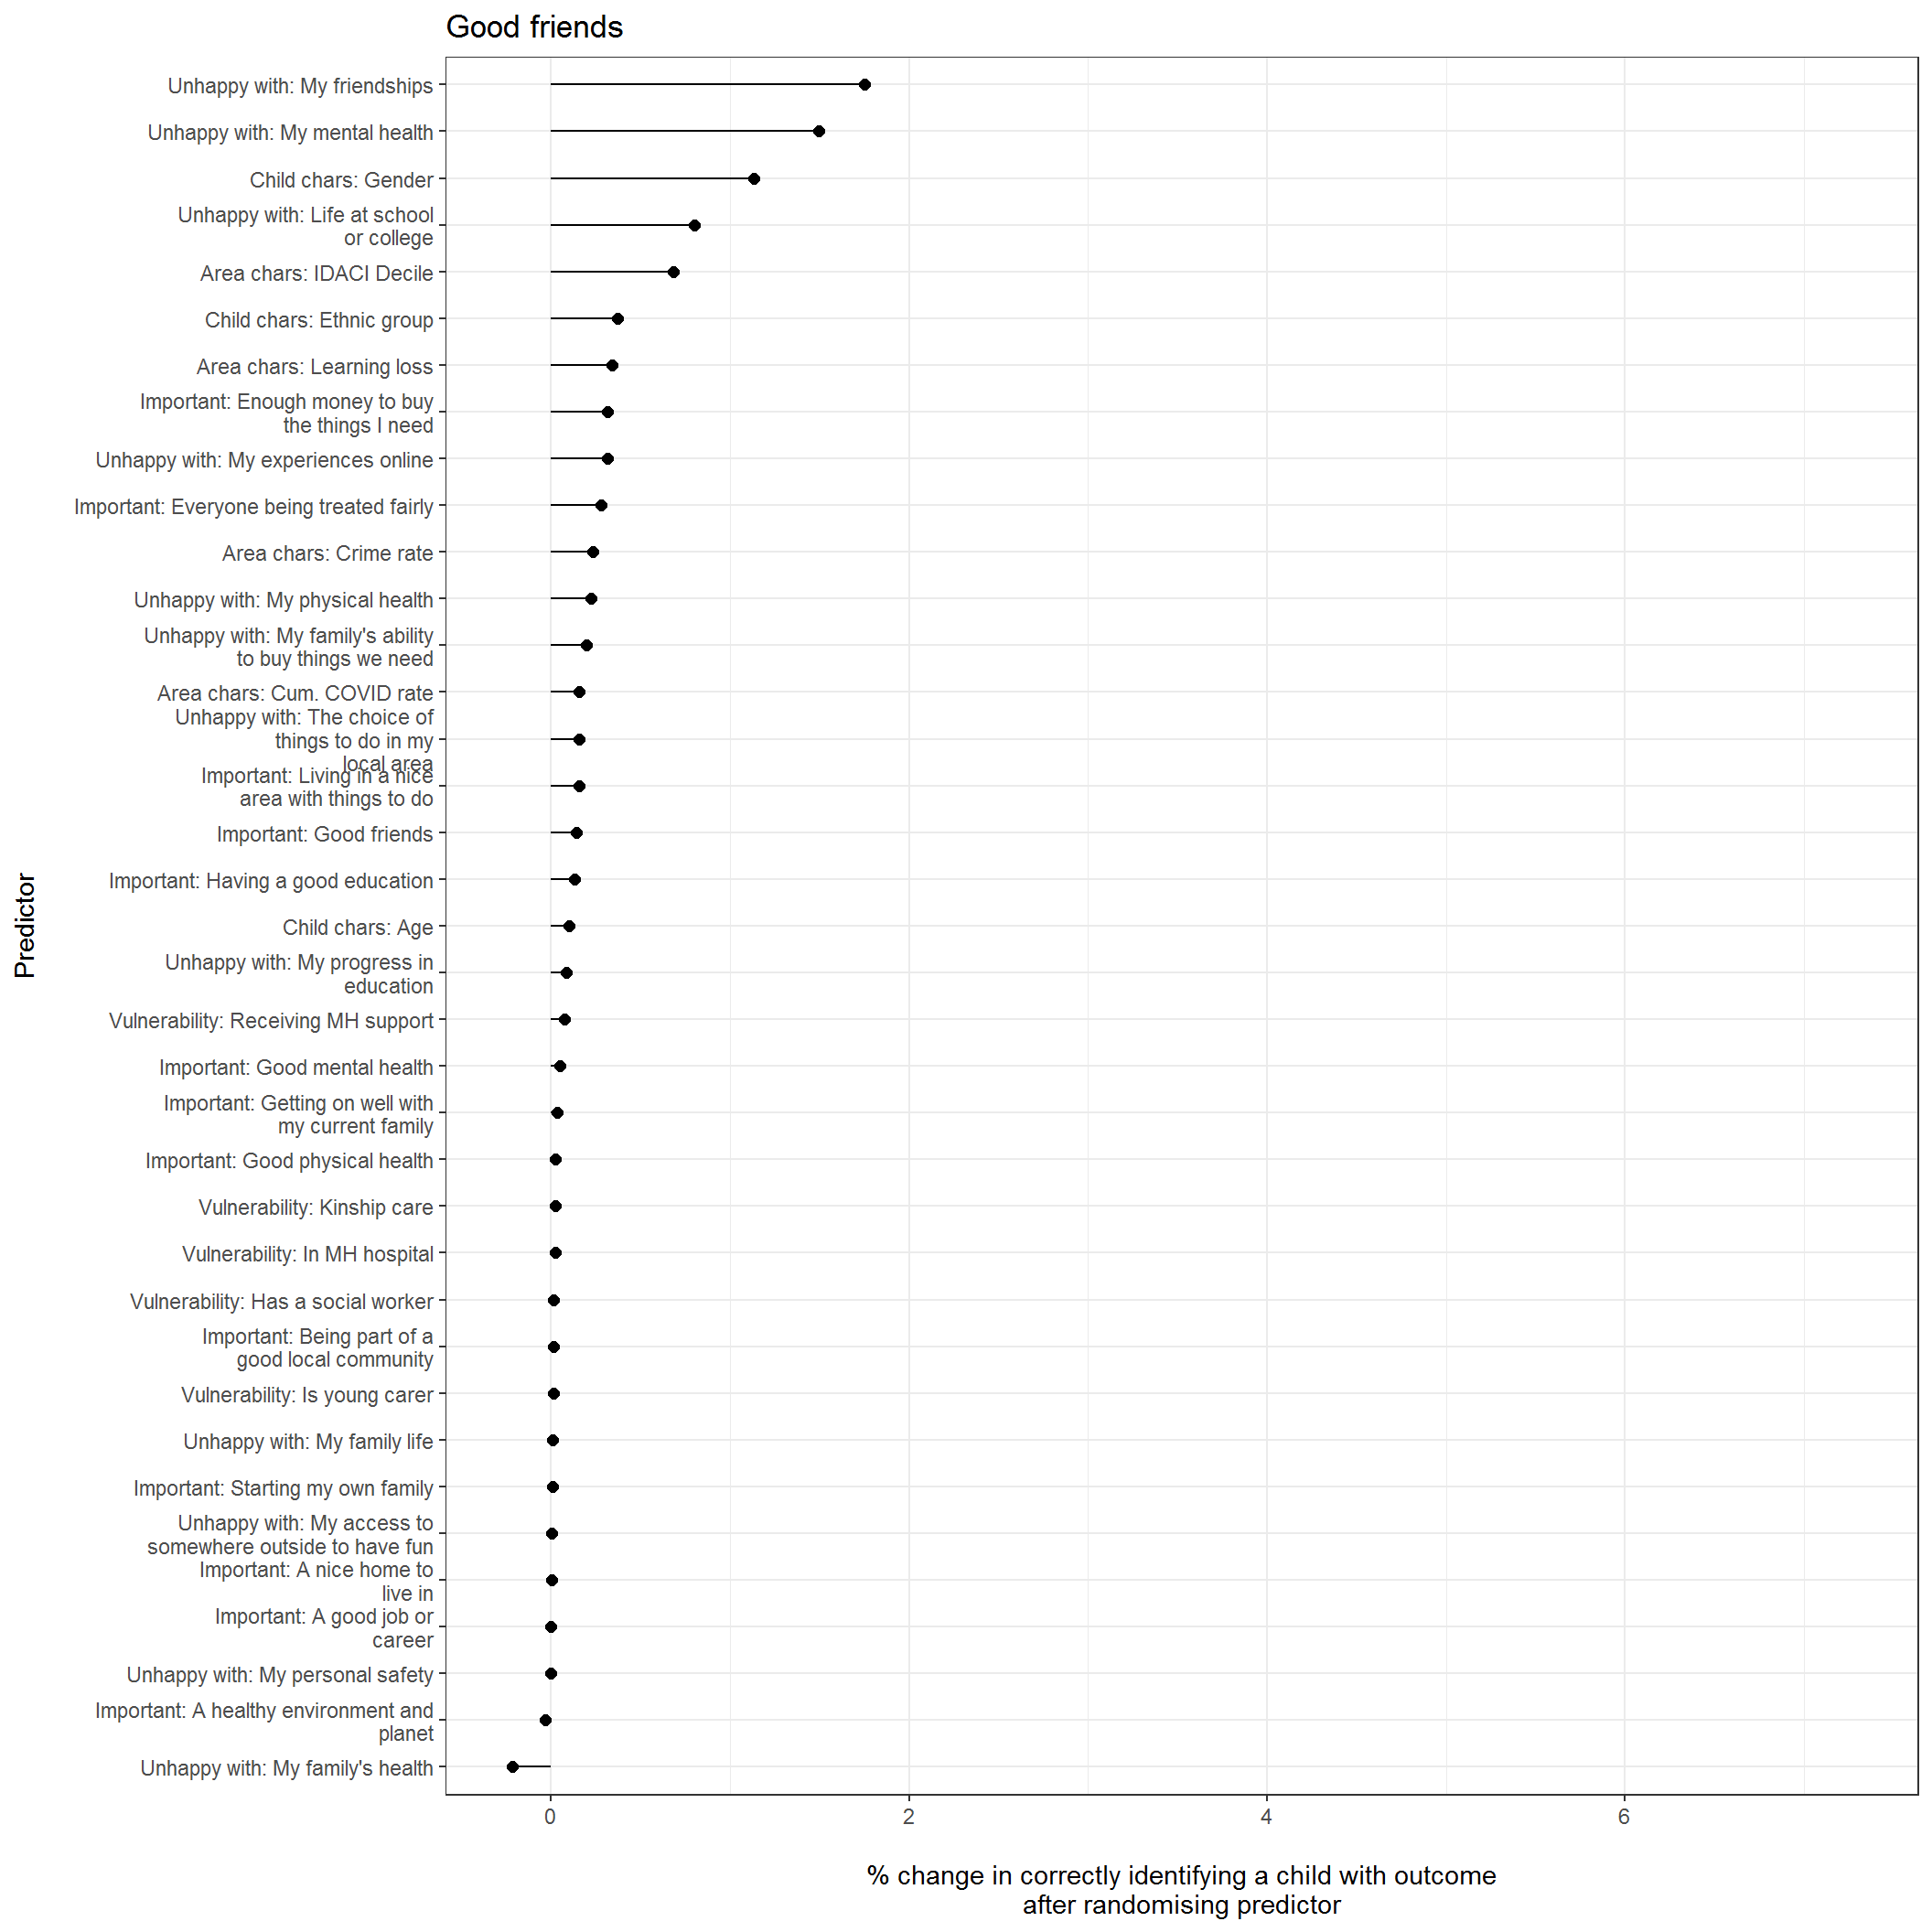 Good friends
Unhappy with: My friendships
Unhappy with: My mental health
Child chars: Gender
Unhappy with: Life at school
or college
Area chars: IDACI Decile
Child chars: Ethnic group
Area chars: Learning loss
Important: Enough money to buy
the things I need
Unhappy with: My experiences online
Important: Everyone being treated fairly
Area chars: Crime rate
Unhappy with: My physical health
Unhappy with: My family's ability
to buy things we need
Area chars: Cum. COVID rate
Unhappy with: The choice of
things to do in my
local area
Important: Living in a nice
area with things to do
Important: Good friends
Important: Having a good education
Child chars: Age
Unhappy with: My progress in
education
Vulnerability: Receiving MH support
Important: Good mental health
Important: Getting on well with
my current family
Important: Good physical health
Vulnerability: Kinship care
Vulnerability: In MH hospital
Vulnerability: Has a social worker
Important: Being part of a
good local community
Vulnerability: Is young carer
Unhappy with: My family life
Important: Starting my own family
Unhappy with: My access to
somewhere outside to have fun
Important: A nice home to
live in
Important: A good job or
career
Unhappy with: My personal safety
Important: A healthy environment and
planet
Unhappy with: My family's health
Predictor
0 2 4 6
% change in correctly identifying a child with outcome
after randomising predictor